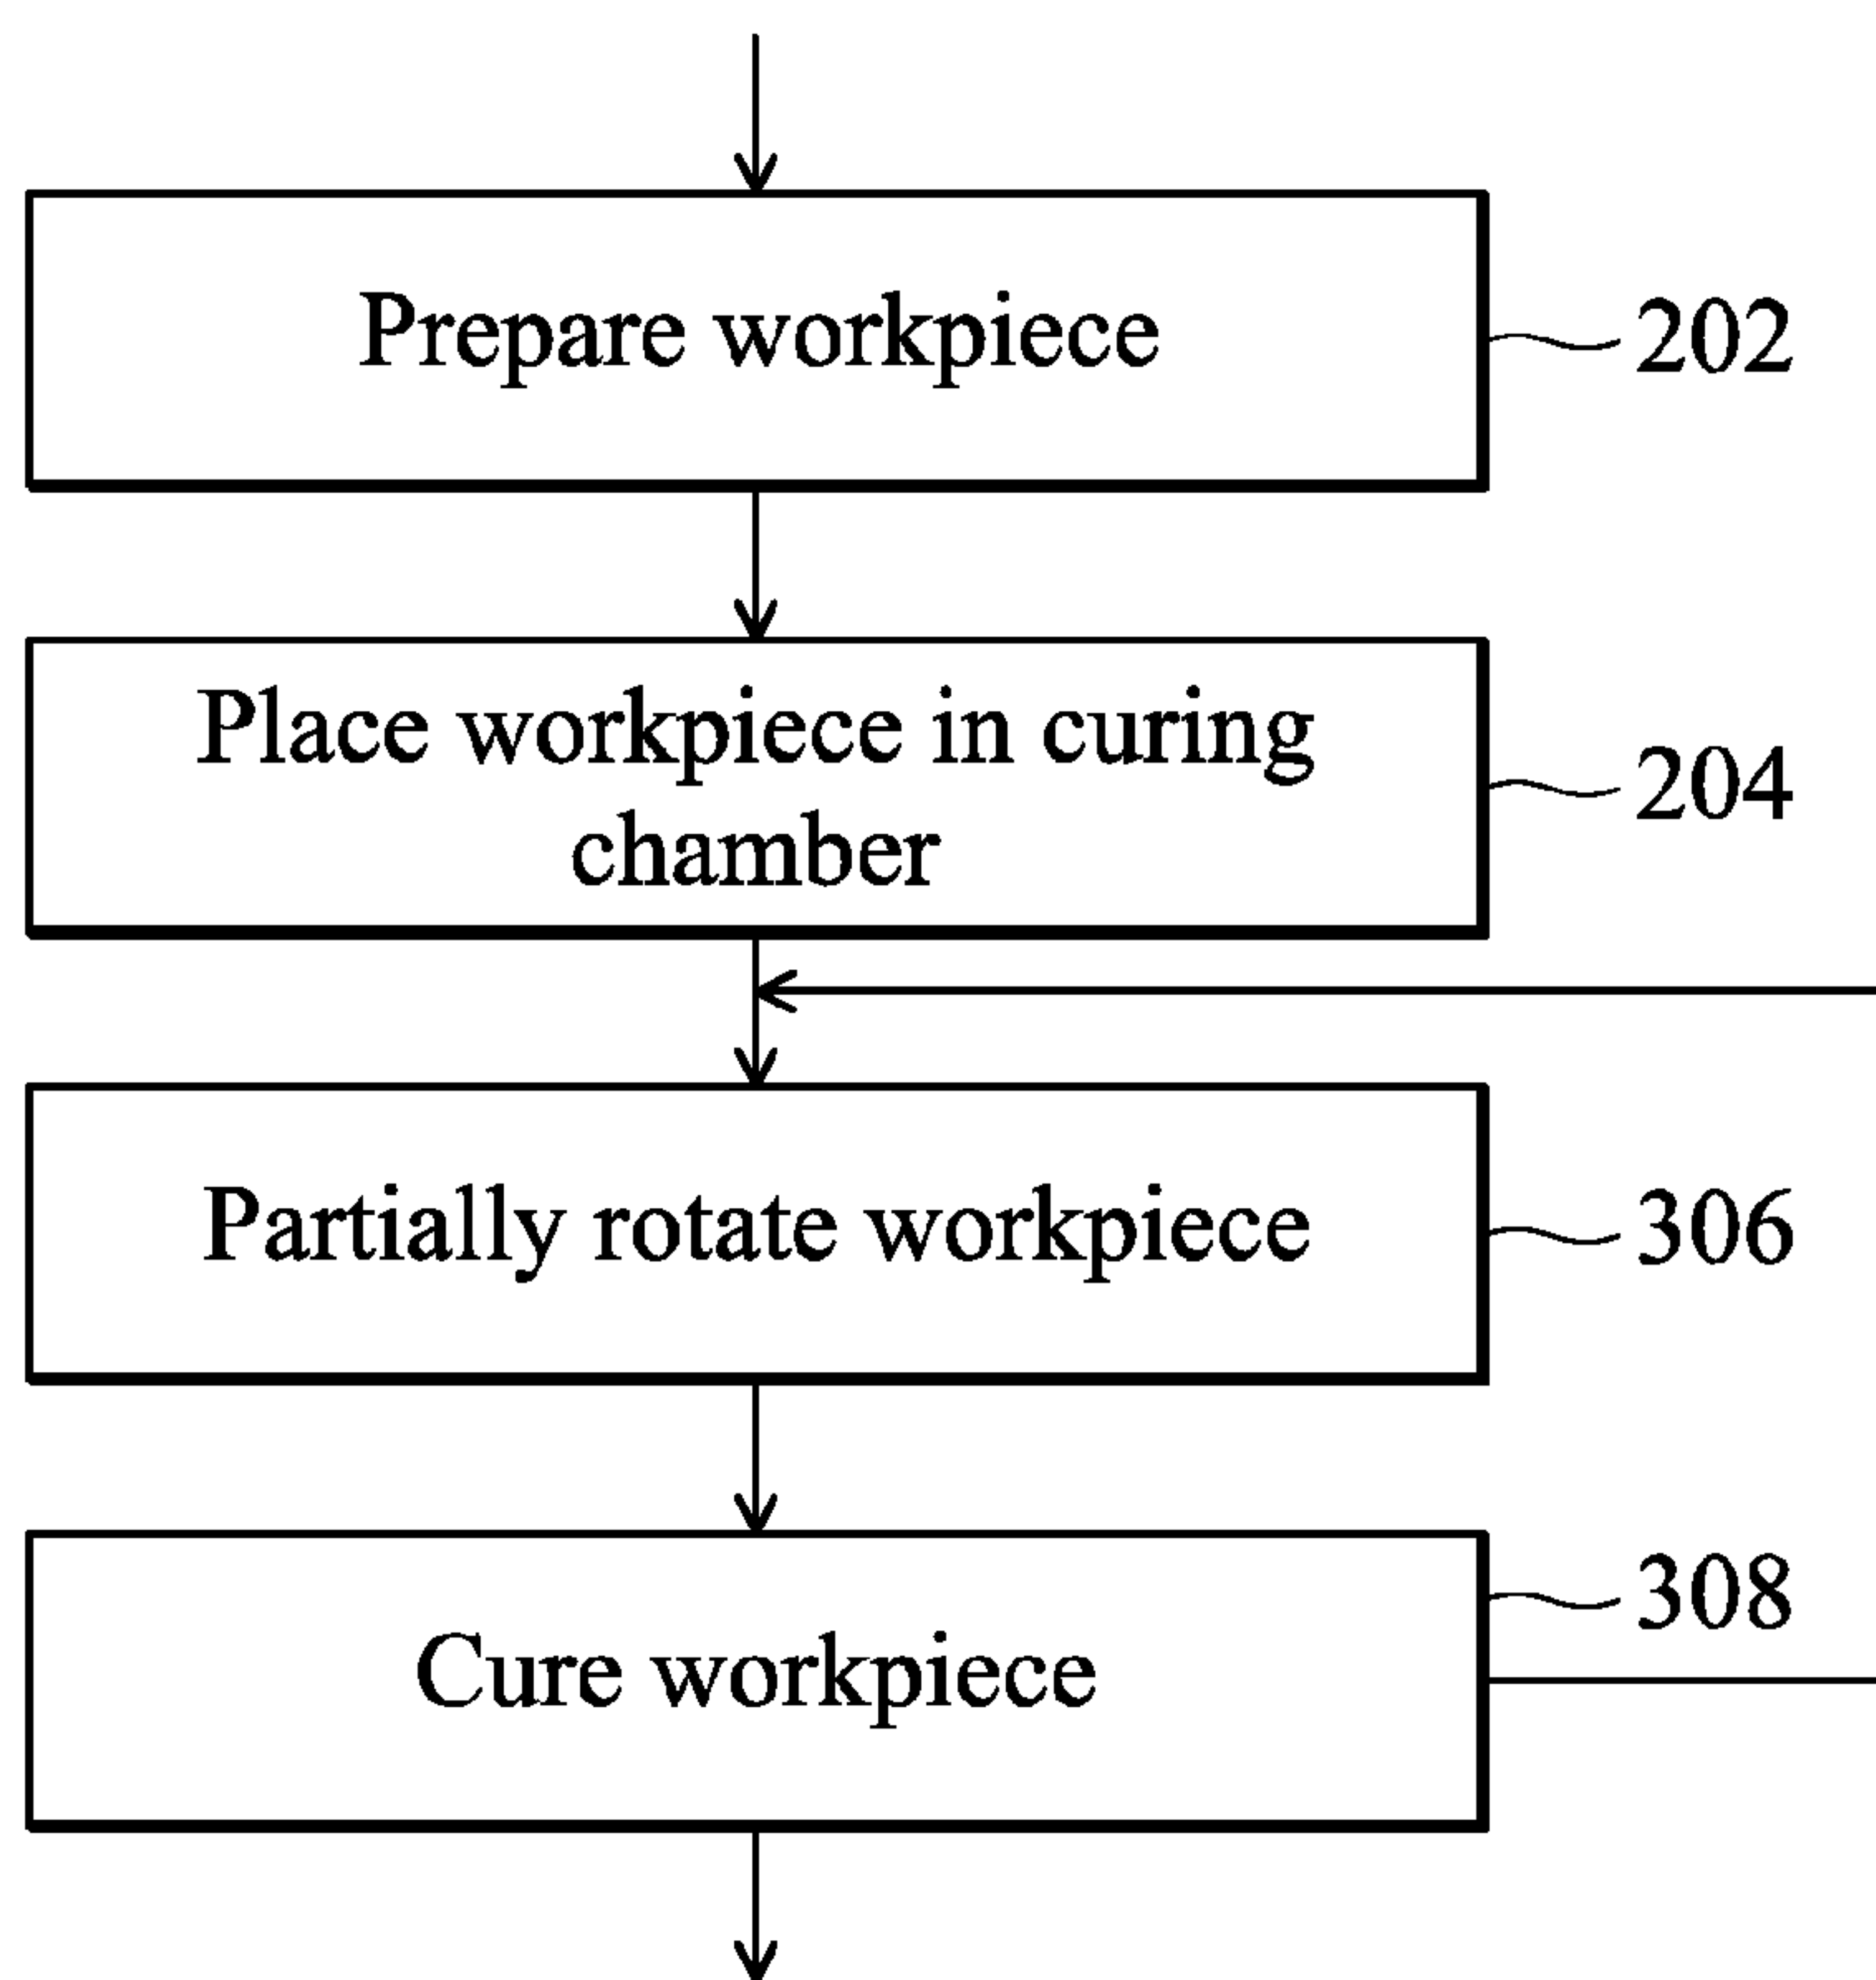 Prepare workpiece
202
Place workpiece in curing
chamber
204
Partially rotate workpiece
306
308
Cure workpiece